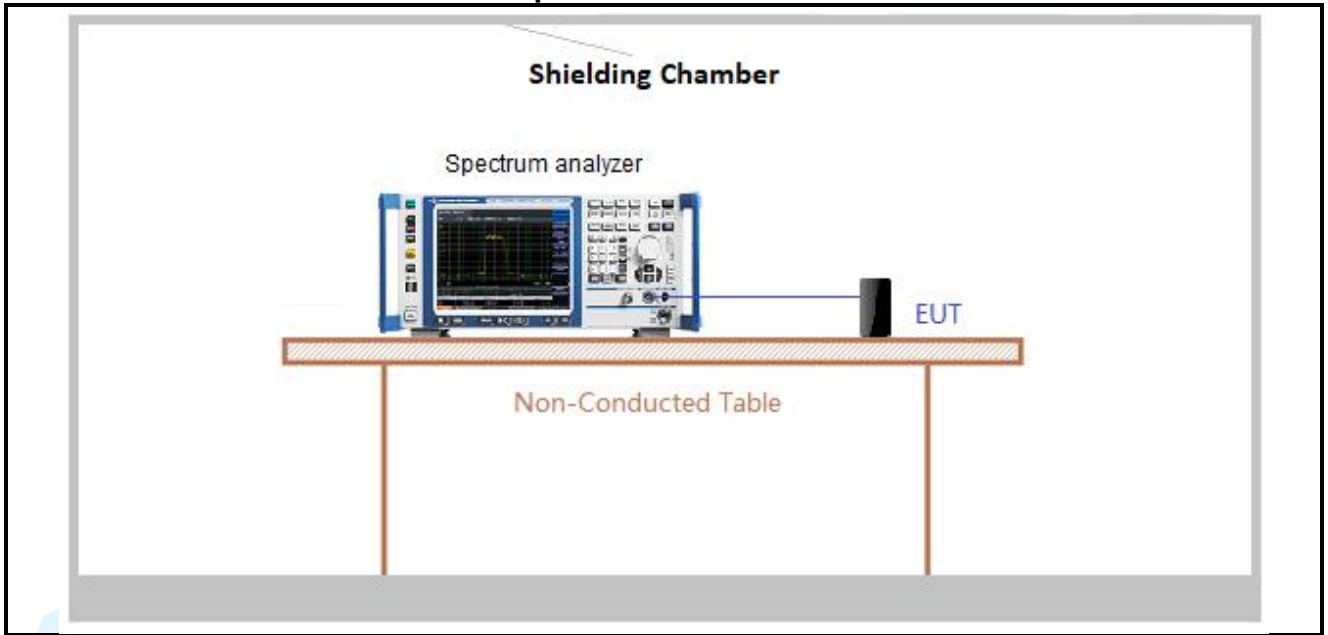 Shielding Chamber
Spectrum analyzer
EUT
Non-Conducted Table